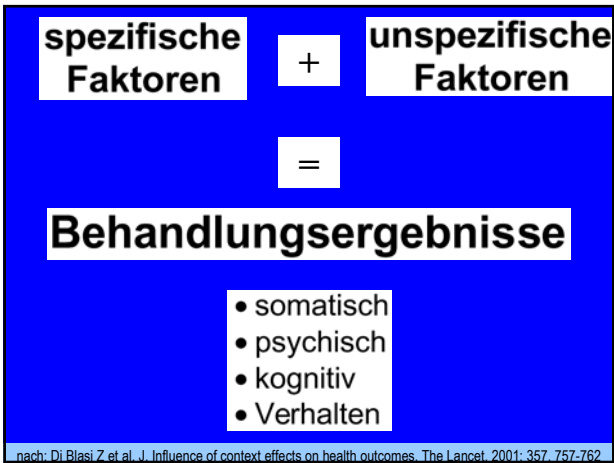 spezifische Faktoren + unspezifische Faktoren
=
Behandlungsergebnisse
• somatisch
• psychisch
• kognitiv
• Verhalten
nach: Di Blasi Z et al. J. Influence of context effects on health outcomes. The Lancet. 2001; 357, 757-762